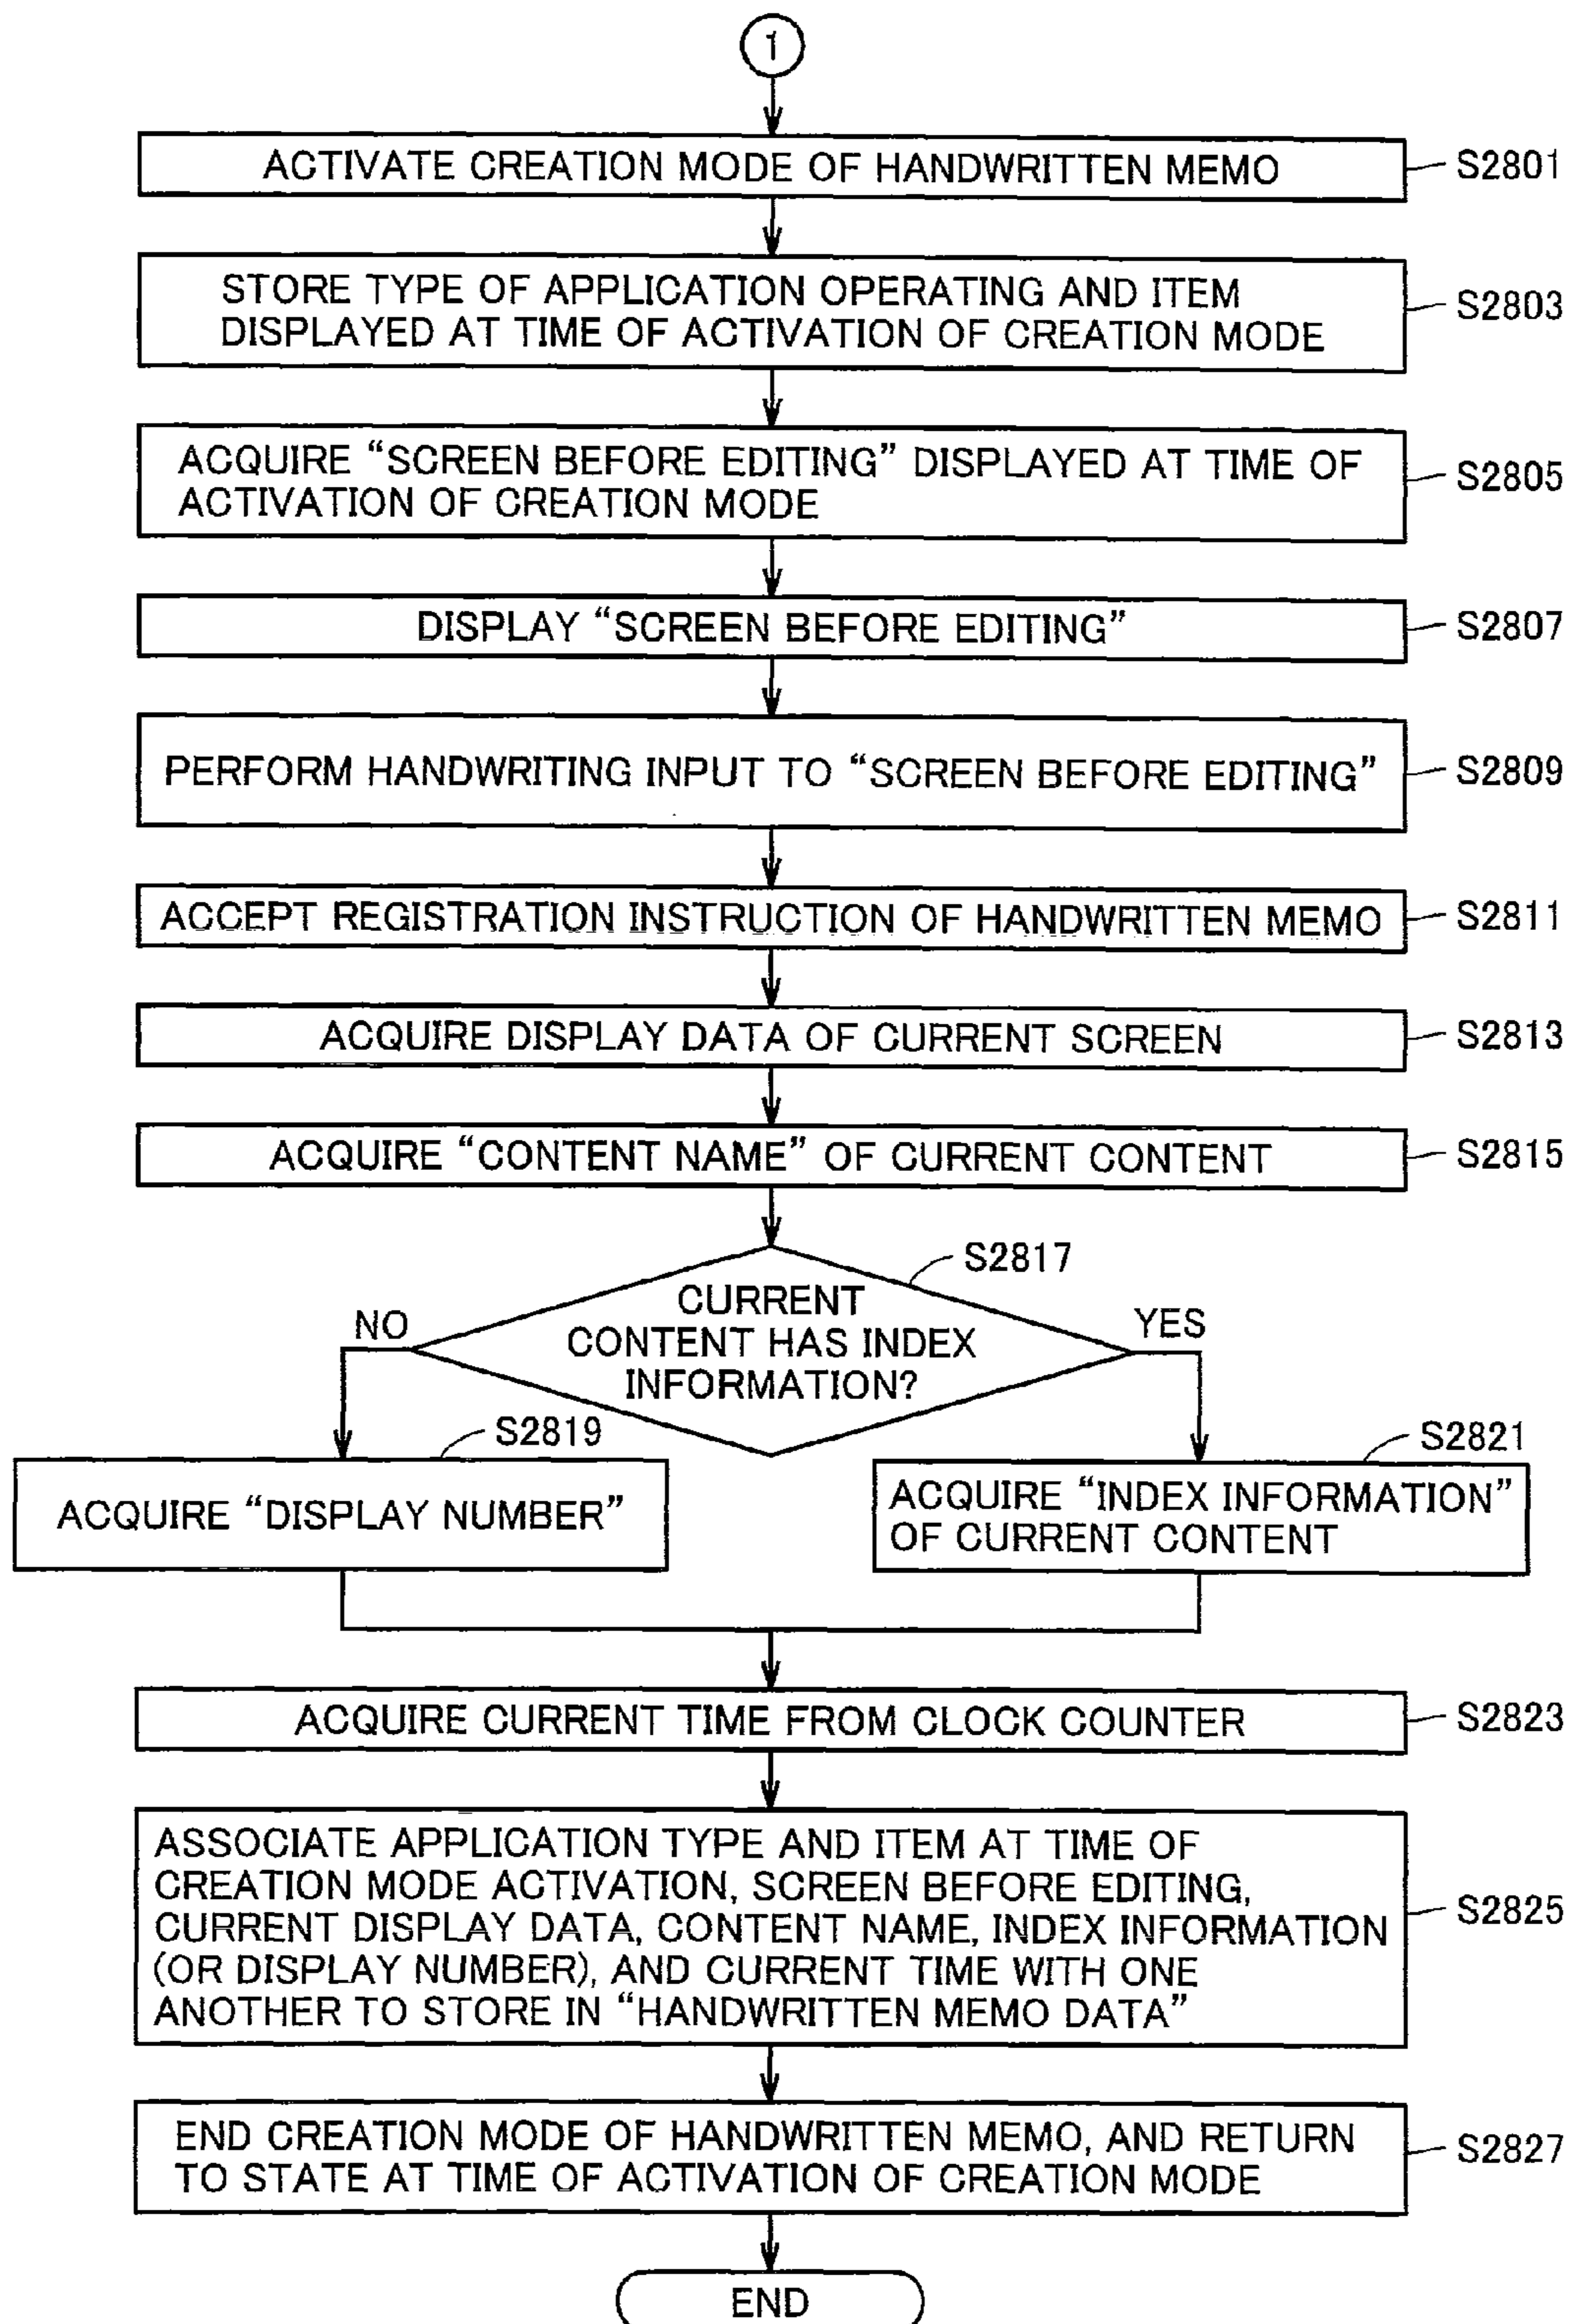 1
ACTIVATE CREATION MODE OF HANDWRITTEN MEMO
S2801
STORE TYPE OF APPLICATION OPERATING AND ITEM
DISPLAYED AT TIME OF ACTIVATION OF CREATION MODE
S2803
ACQUIRE “SCREEN BEFORE EDITING” DISPLAYED AT TIME OF
ACTIVATION OF CREATION MODE
S2805
DISPLAY “SCREEN BEFORE EDITING”
S2807
PERFORM HANDWRITING INPUT TO “SCREEN BEFORE EDITING”
S2809
ACCEPT REGISTRATION INSTRUCTION OF HANDWRITTEN MEMO
S2811
ACQUIRE DISPLAY DATA OF CURRENT SCREEN
S2813
ACQUIRE “CONTENT NAME” OF CURRENT CONTENT
S2815
S2817
CURRENT
CONTENT HAS INDEX
INFORMATION?
NO
YES
S2819
ACQUIRE “DISPLAY NUMBER”
S2821
ACQUIRE “INDEX INFORMATION”
OF CURRENT CONTENT
ACQUIRE CURRENT TIME FROM CLOCK COUNTER
S2823
ASSOCIATE APPLICATION TYPE AND ITEM AT TIME OF
CREATION MODE ACTIVATION, SCREEN BEFORE EDITING,
CURRENT DISPLAY DATA, CONTENT NAME, INDEX INFORMATION
(OR DISPLAY NUMBER), AND CURRENT TIME WITH ONE
ANOTHER TO STORE IN “HANDWRITTEN MEMO DATA”
S2825
END CREATION MODE OF HANDWRITTEN MEMO, AND RETURN
TO STATE AT TIME OF ACTIVATION OF CREATION MODE
S2827
END